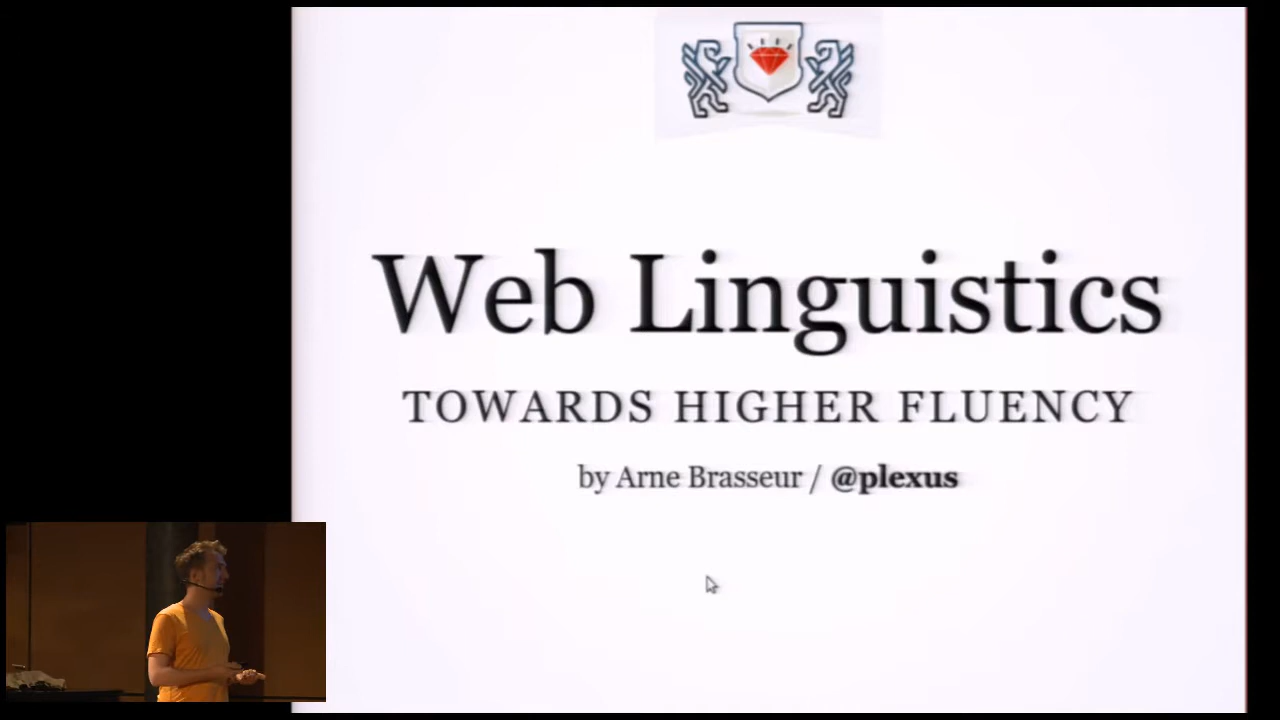 Web Linguistics
TOWARDS HIGHER FLUENCY
by Arne Brasseur / @plexus